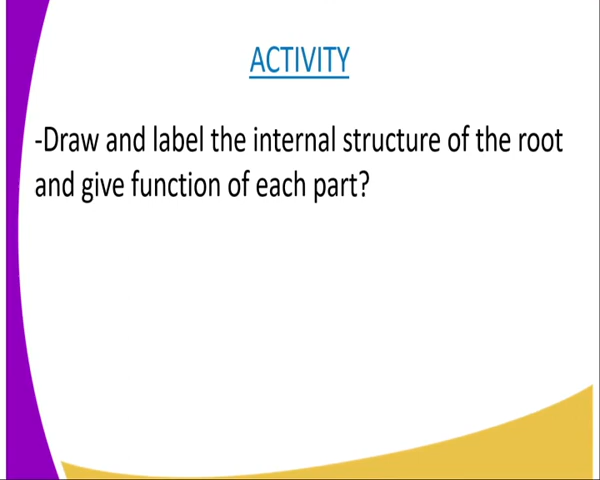 ACTIVITY
-Draw and label the internal structure of the root
and give function of each part?